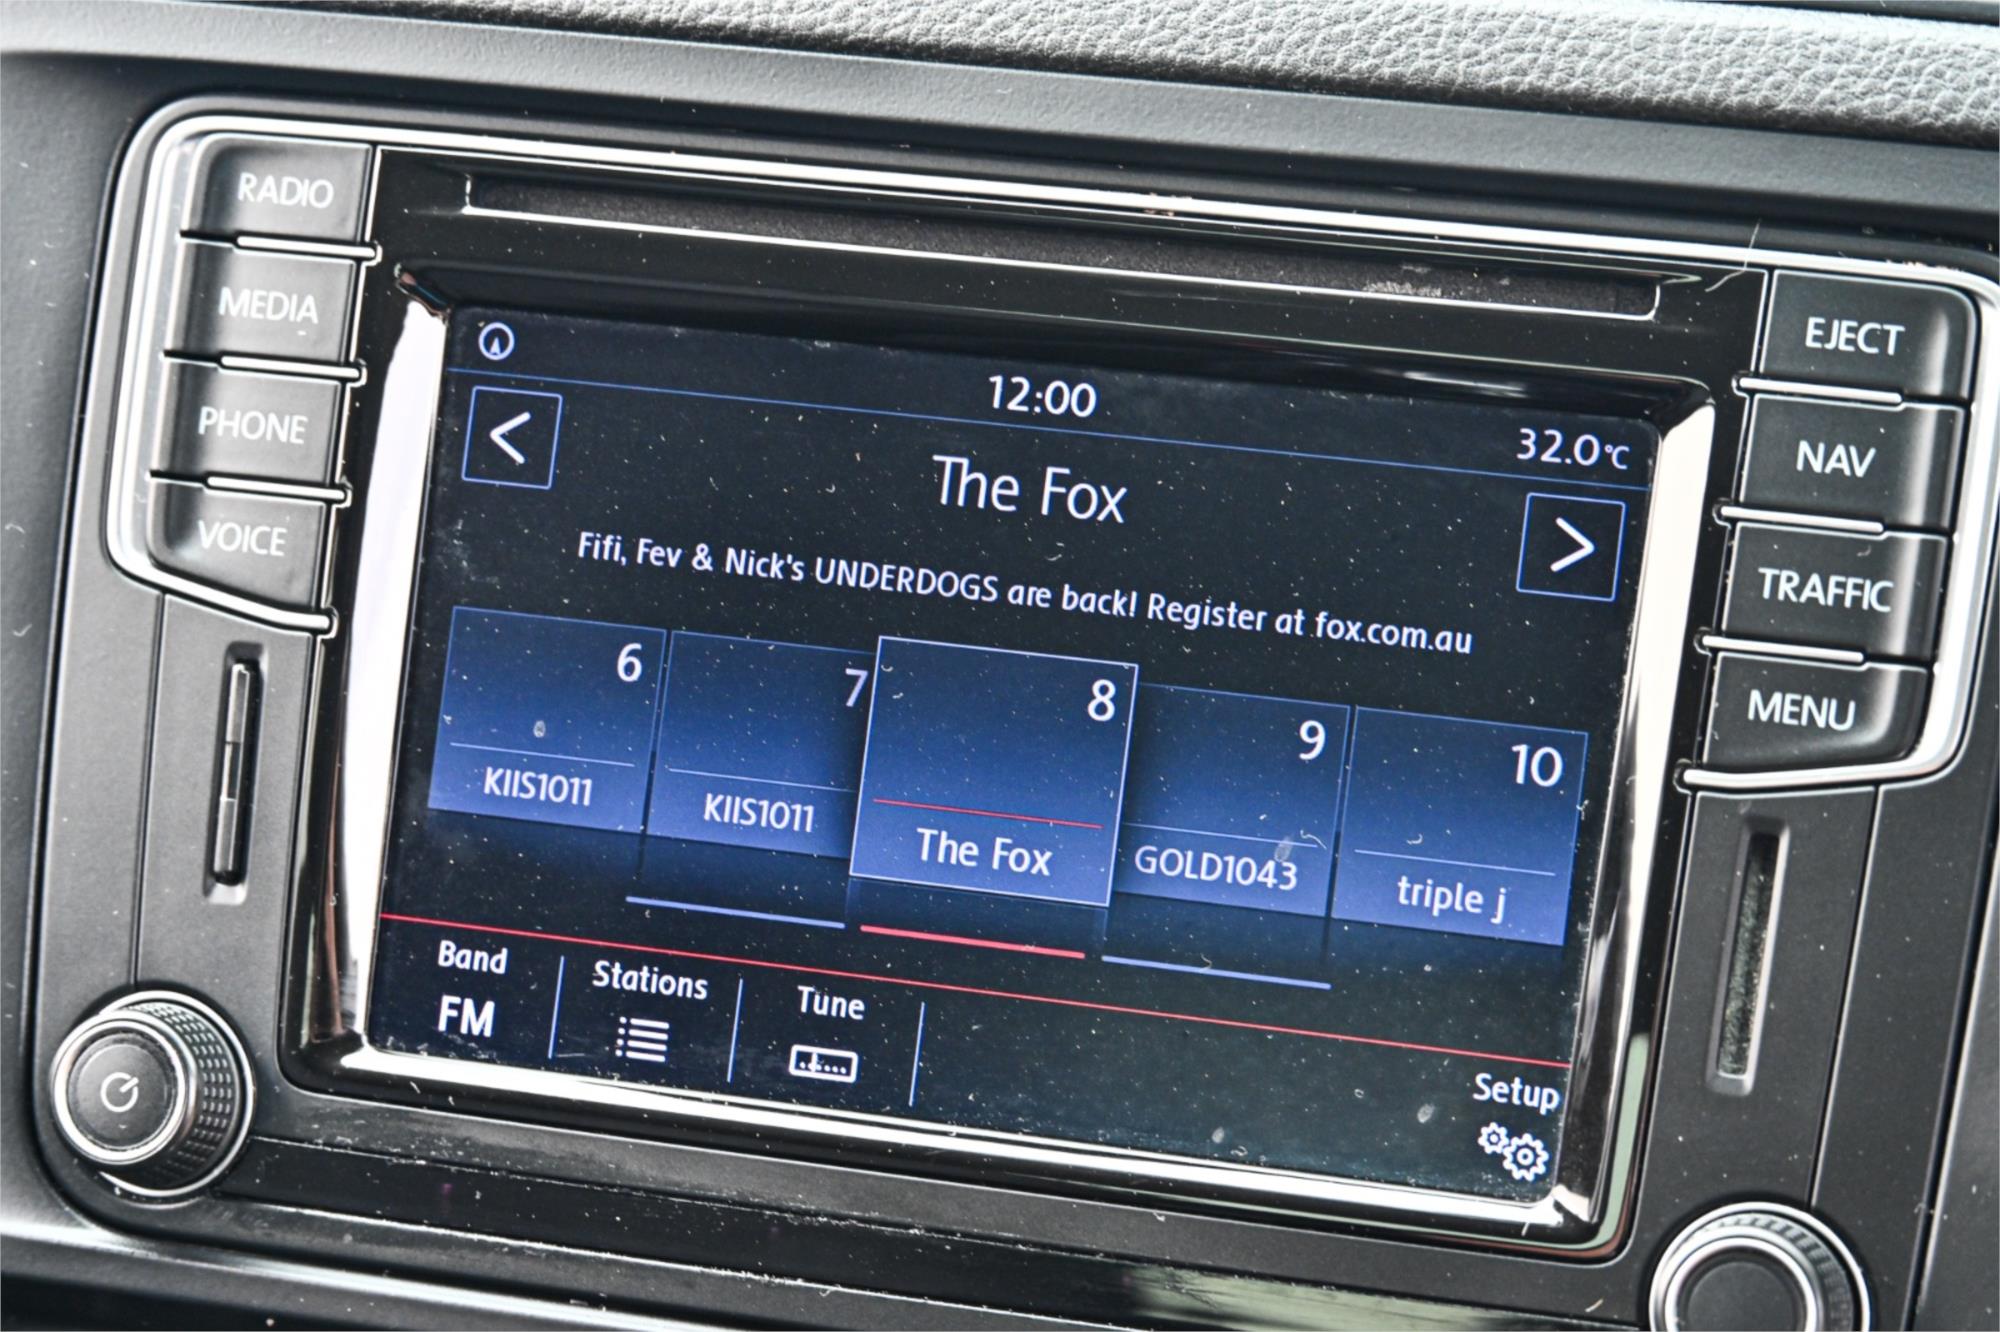 RADIO
MEDIA
PHONE
VOICE
EJECT
NAV
TRAFFIC
MENU
12:00
32.0°C
<
The Fox
>
Fifi, Fev & Nick's UNDERDOGS are back! Register at fox.com.au
6
KIIS1011
7
KIIS1011
8
The Fox
9
GOLD1043
10
triple j
Band
FM
Stations
Tune
Setup